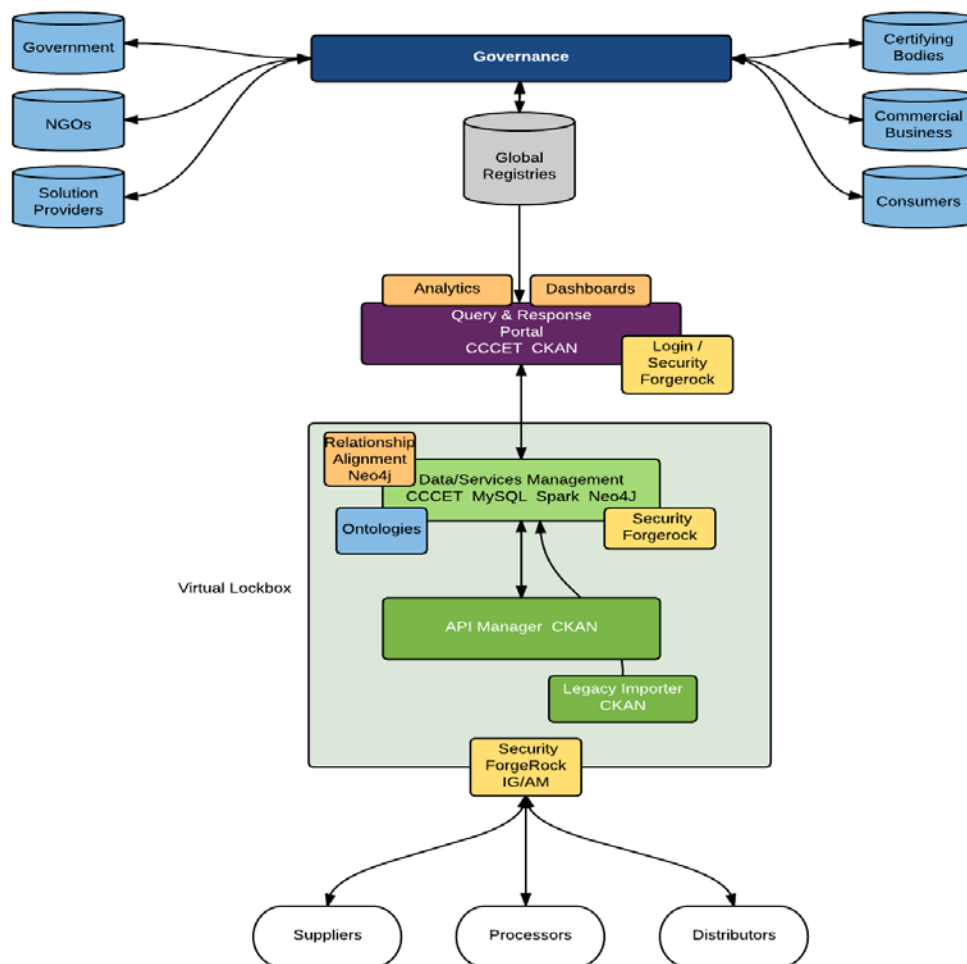 Government
Governance
Certifying
Bodies
NGOs
Commercial
Business
Global
Registries
Solution
Providers
Consumers
Analytics
Dashboards
Query & Response
Portal
CCCET CKAN
Login /
Security
Forgerock
Relationship
Alignment
Neo4j
Data/Services Management
CCCET MySQL Spark Neo4J
Ontologies
Security
Forgerock
Virtual Lockbox
API Manager CKAN
Legacy Importer
CKAN
Security
ForgeRock
IG/AM
Suppliers
Processors
Distributors